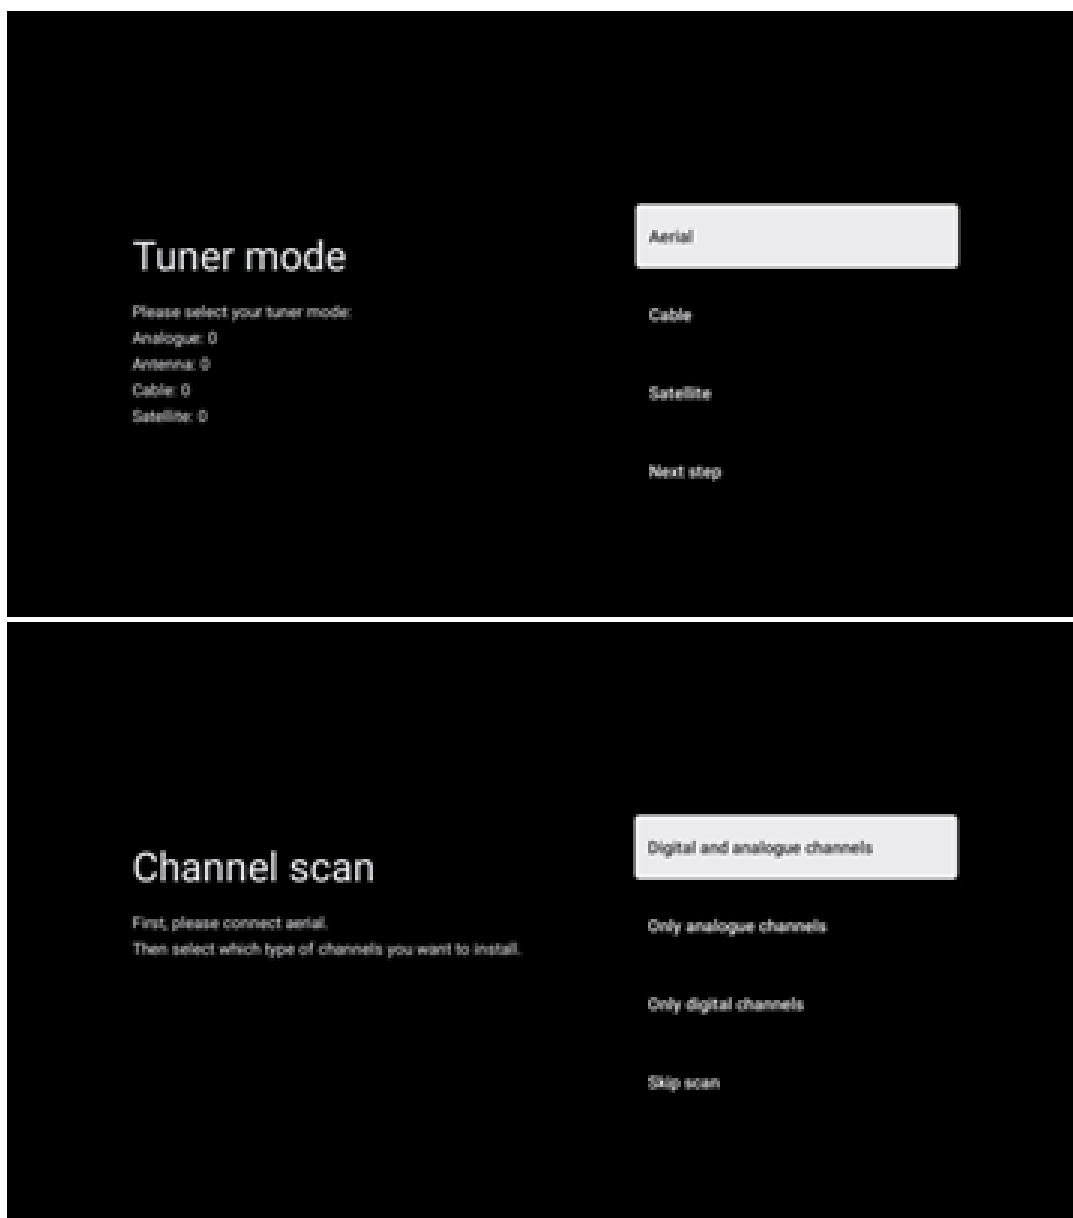 Tuner mode
Please select your tuner mode:
Analogue: 0
Antenna: 0
Cable: 0
Satellite: 0
Aerial
Cable
Satellite
Next step
Channel scan
First, please connect aerial.
Then select which type of channels you want to install.
Digital and analogue channels
Only analogue channels
Only digital channels
Skip scan